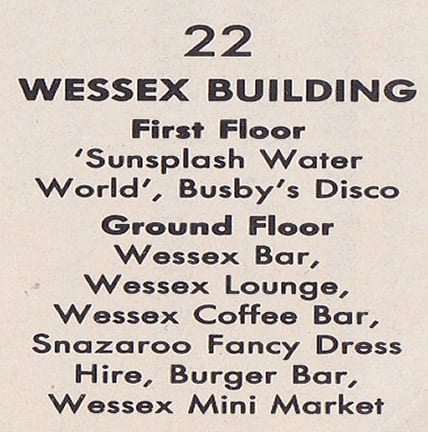 22
WESSEX BUILDING
First Floor
'Sunsplash Water
World', Busby's Disco
Ground Floor
Wessex Bar,
Wessex Lounge,
Wessex Coffee Bar,
Snazaroo Fancy Dress
Hire, Burger Bar,
Wessex Mini Market